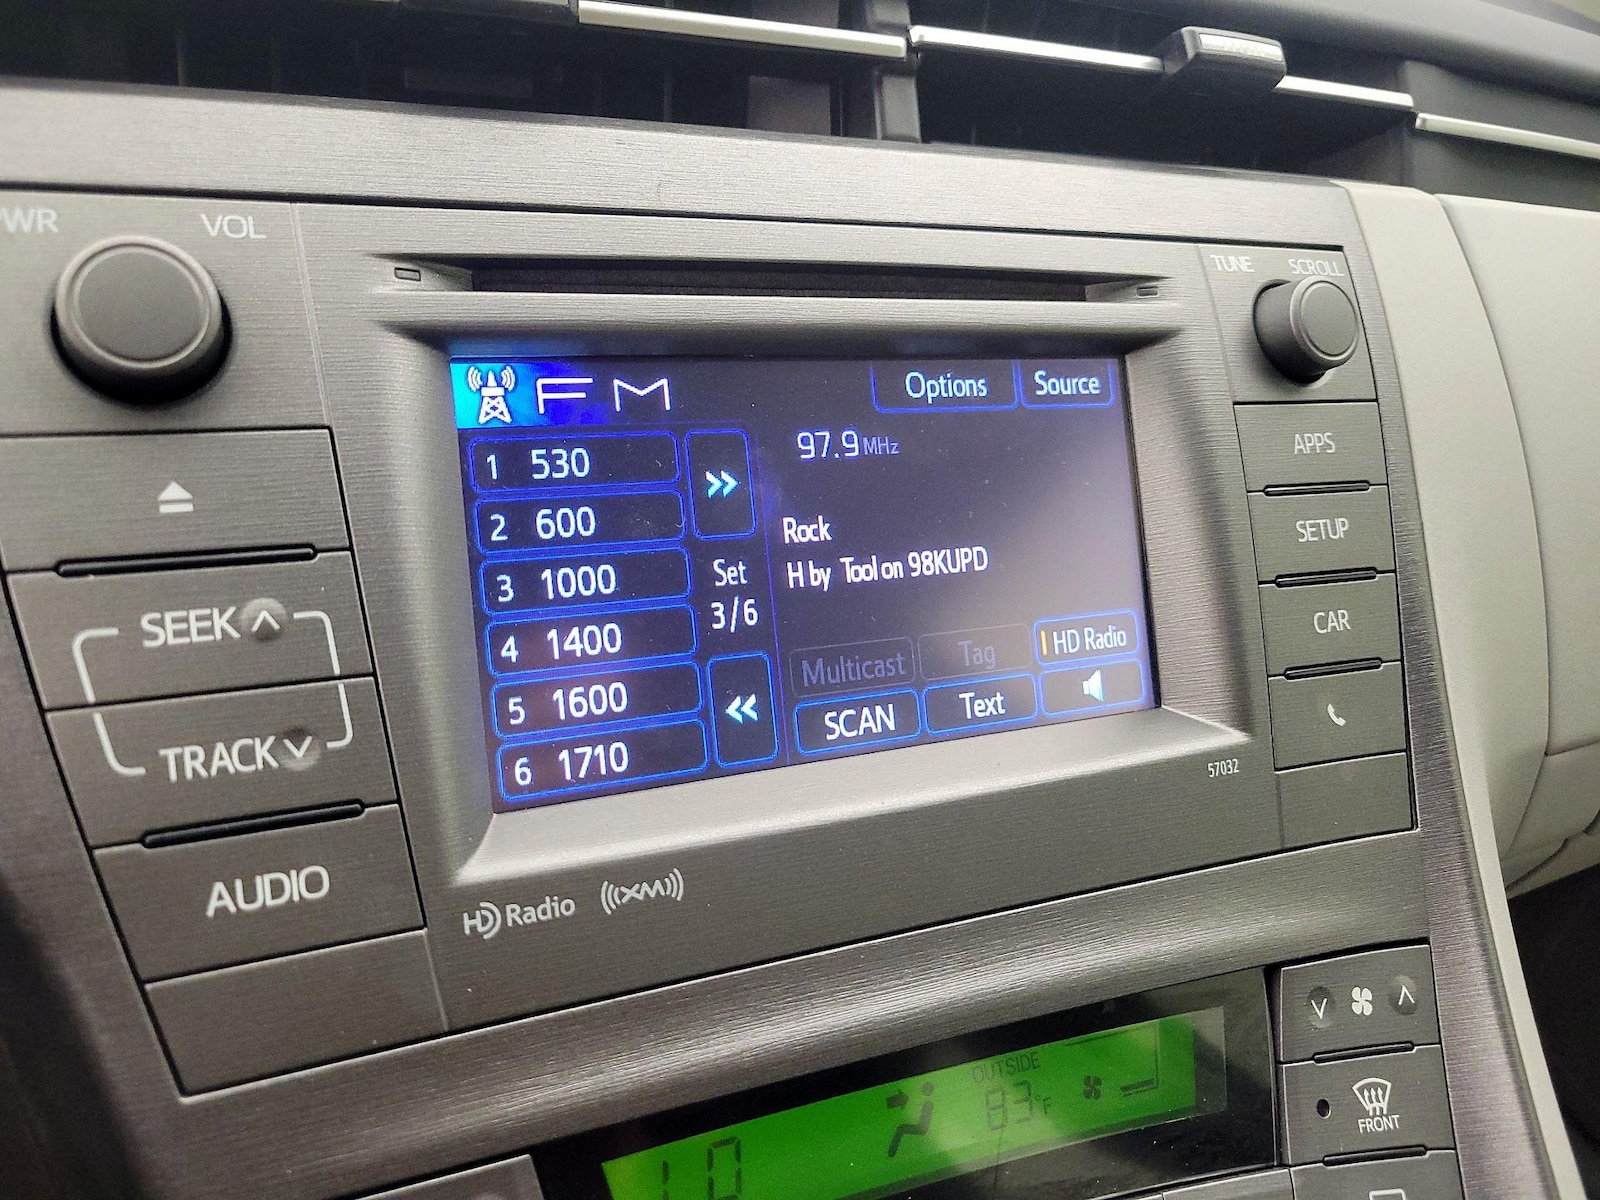 PWR VOL
TUNE SCROLL
FM
Options
Source
1 530
2 600
3 1000
4 1400
5 1600
6 1710
Set
3/6
97.9 MHz
Rock
H by Tool on 98KUPD
Multicast
Tag
HD Radio
SCAN
Text
SEEK
TRACK
AUDIO
APPS
SETUP
CAR
57032
HD Radio
XM
OUTSIDE
83°F
FRONT